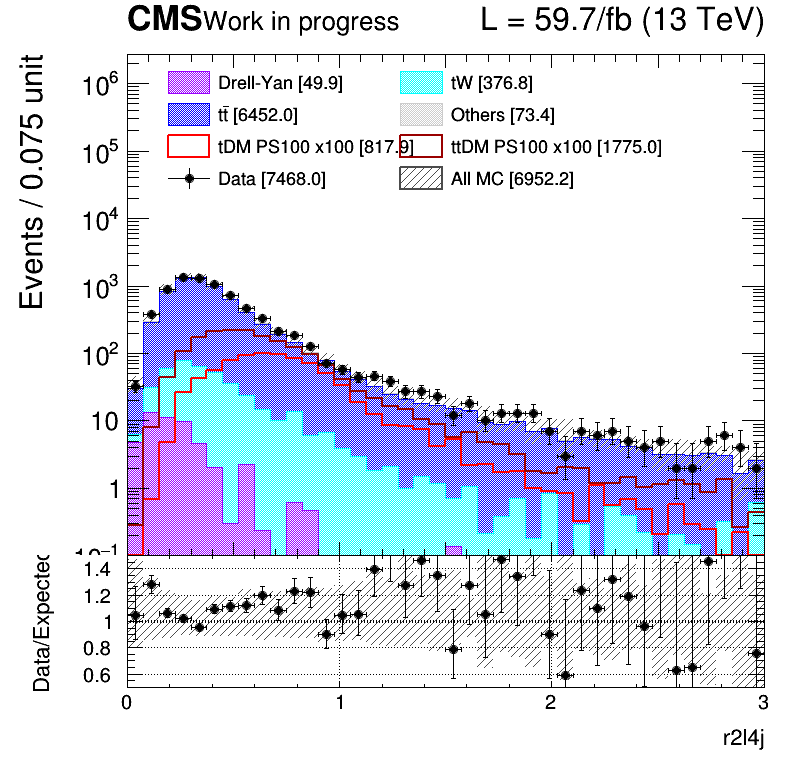 CMS Work in progress L = 59.7/fb (13 TeV)
Events / 0.075 unit
Drell-Yan [49.9] tW [376.8]
tt̄ [6452.0] Others [73.4]
tDM PS100 x100 [817.9] ttDM PS100 x100 [1775.0]
Data [7468.0] All MC [6952.2]
10⁶
10⁵
10⁴
10³
10²
10
1
10⁻¹
Data/Expected
1.4
1.2
1
0.8
0.6
0 1 2 3
r2l4j